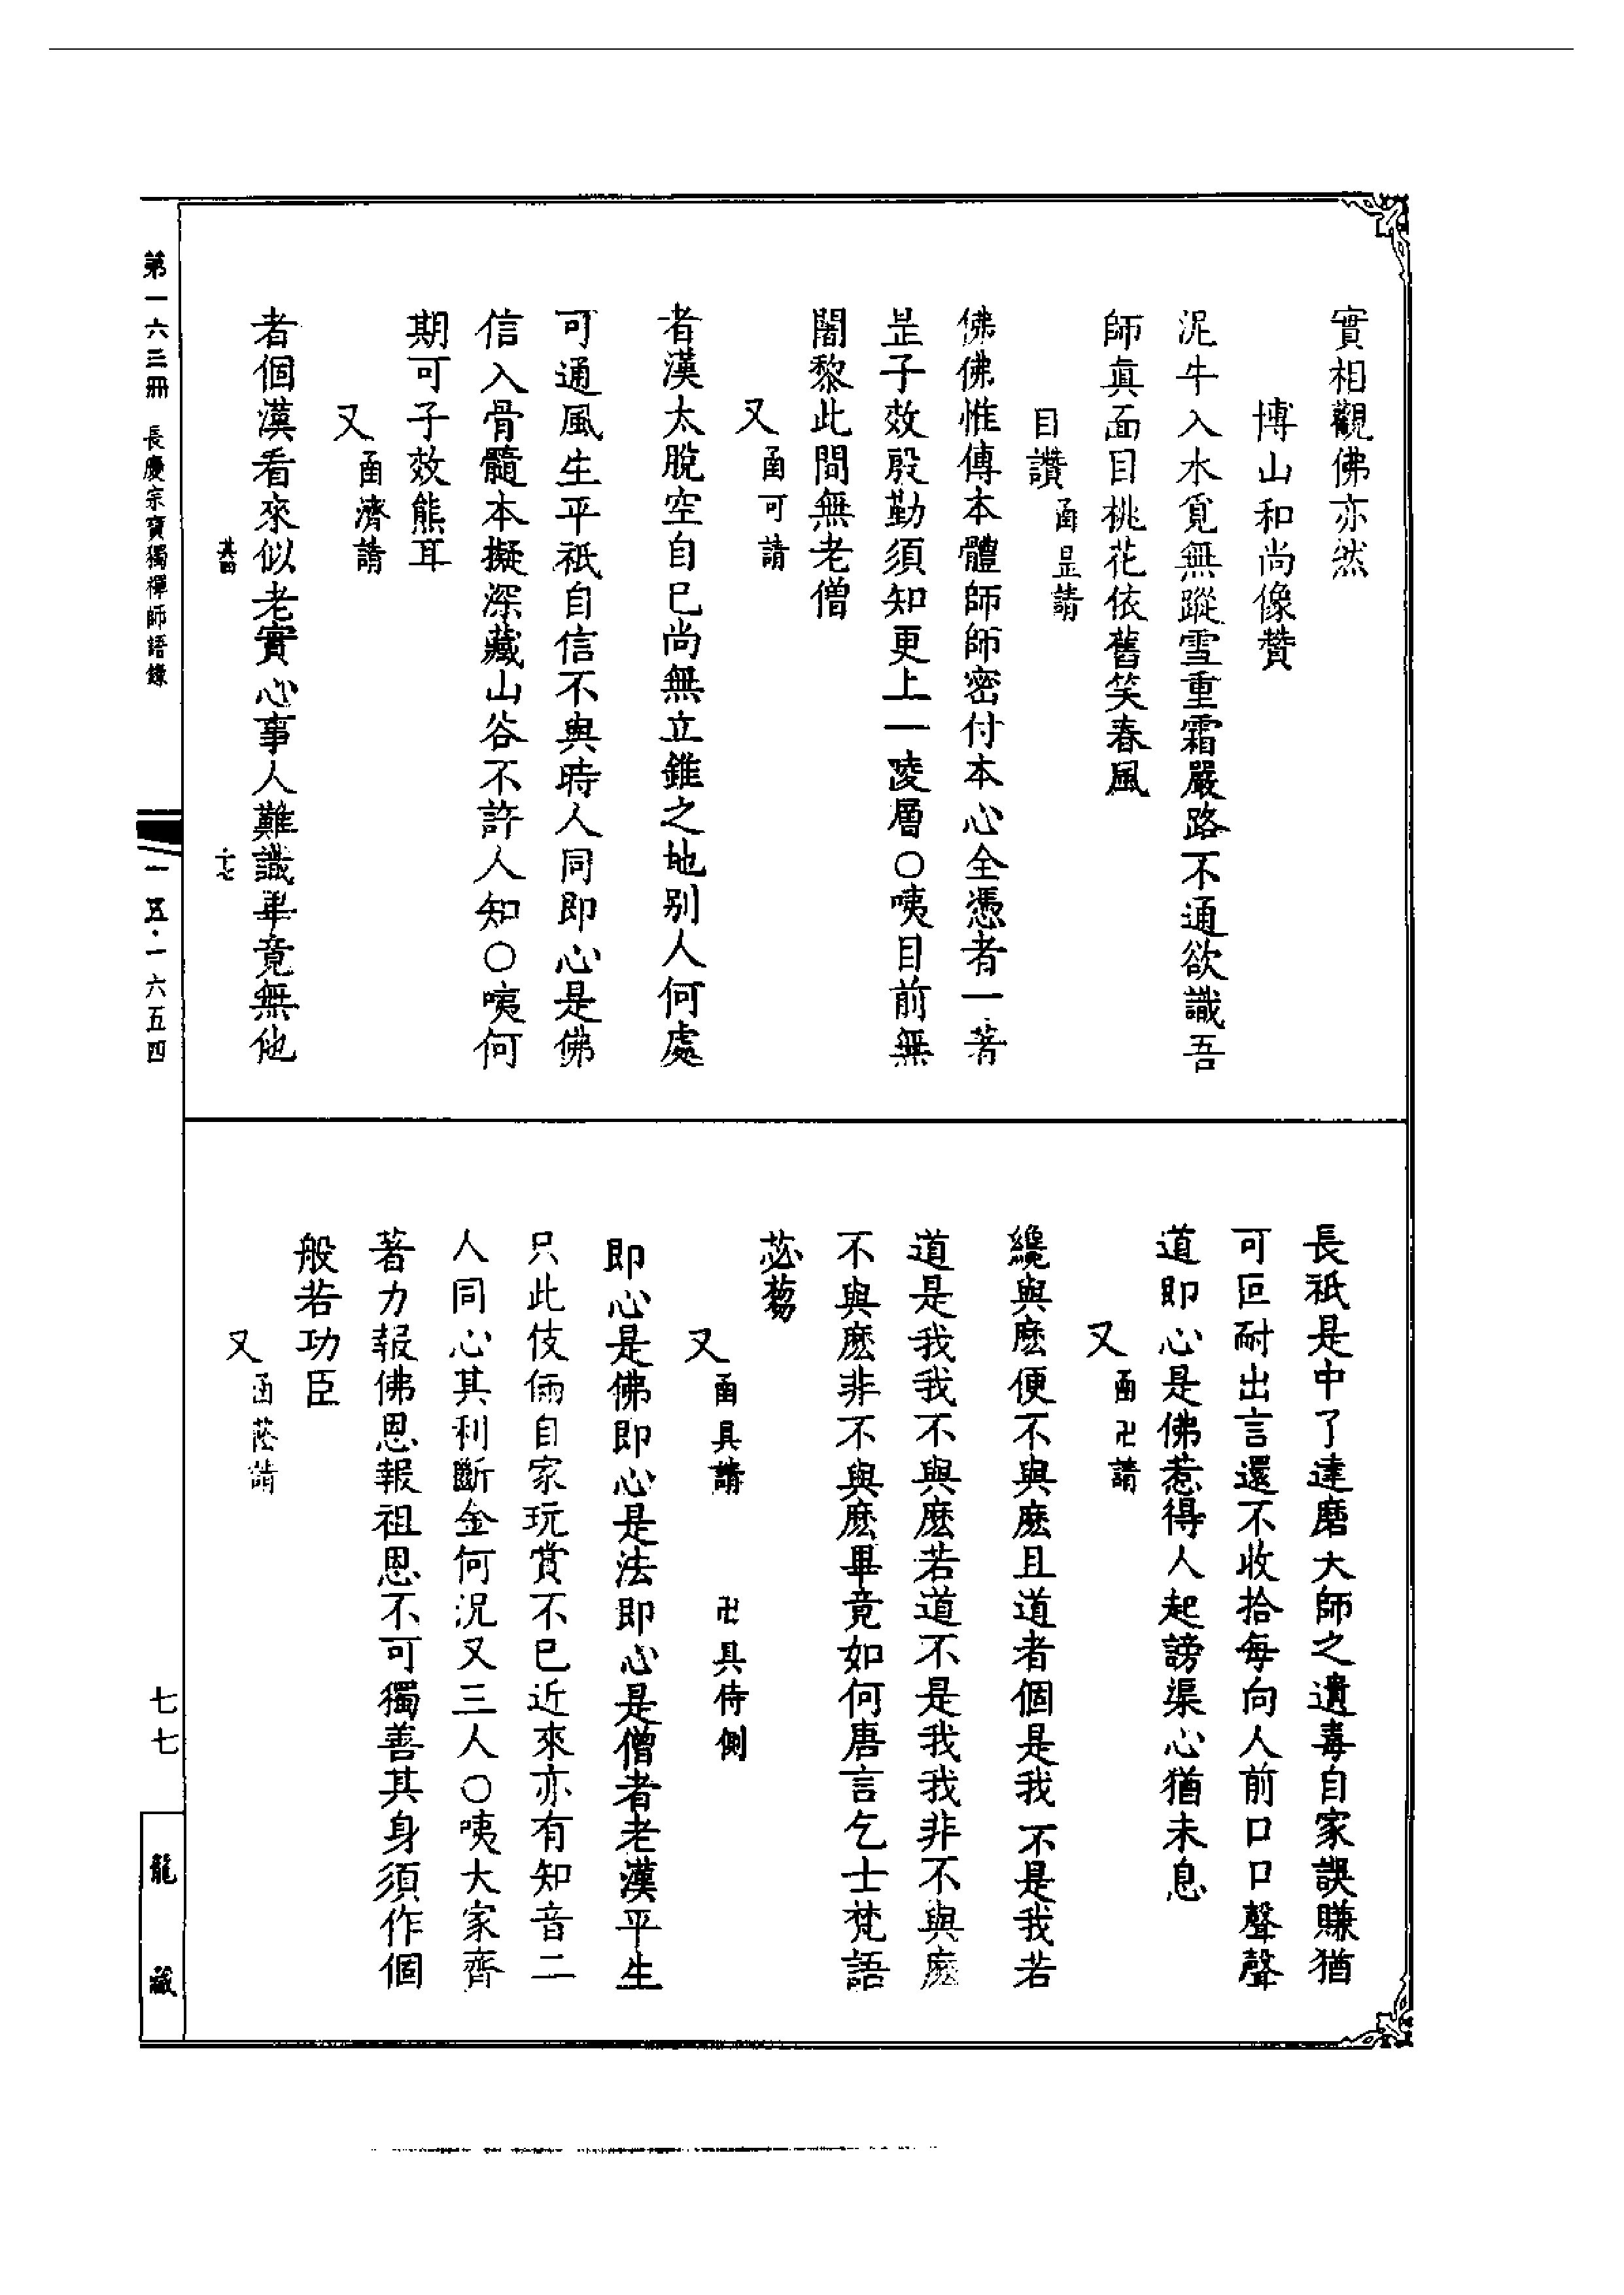 實相觀佛亦然
博山和尚像贊
泥牛入水覓無蹤雪重霜嚴路不通欲識吾
師真面目桃花依舊笑春風
目讚 函昰請
佛佛惟傳本體師師密付本心全憑者一著
昰子效殷勤須知更上一凌層〇咦目前無
闍黎此間無老僧
又 函可請
者漢太脫空自已尚無立錐之地別人何處
可通風生平祇自信不與時人同即心是佛
信入骨髓本擬深藏山谷不許人知〇咦何
期可子效熊耳
又 函濟請
者個漢看來似老實心事人難識畢竟無他
十七
長祇是中了達磨大師之遺毒自家誤賺猶
可叵耐出言還不收拾每向人前口口聲聲
道即心是佛惹得人起謗渠心猶未息
又 函卍請
纔與麽便不與麽且道者個是我不是我若
道是我我不與麽若道不是我我非不與麽
不與麽非不與麽畢竟如何唐言乞士梵語
苾蒭
又 函具請 卍具侍側
即心是佛即心是法即心是僧者老漢平生
只此伎倆自家玩賞不已近來亦有知音二
人同心其利斷金何況又三人〇咦大家齊
著力報佛恩報祖恩不可獨善其身須作個
般若功臣
又 函請
第一六三冊 長慶宗寶獨禪師語錄
一五·一六五四
七七
龍藏